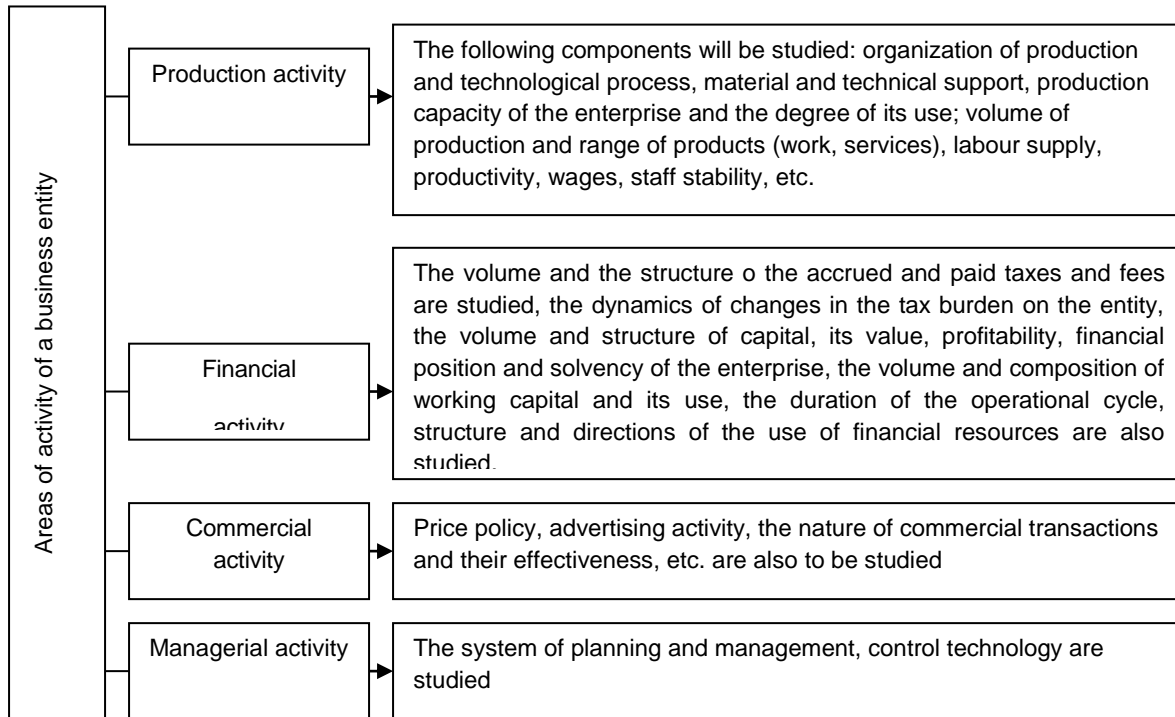 Areas of activity of a business entity
Production activity
The following components will be studied: organization of production
and technological process, material and technical support, production
capacity of the enterprise and the degree of its use; volume of
production and range of products (work, services), labour supply,
productivity, wages, staff stability, etc.
Financial
activity
The volume and the structure o the accrued and paid taxes and fees
are studied, the dynamics of changes in the tax burden on the entity,
the volume and structure of capital, its value, profitability, financial
position and solvency of the enterprise, the volume and composition of
working capital and its use, the duration of the operational cycle,
structure and directions of the use of financial resources are also
studied.
Commercial
activity
Price policy, advertising activity, the nature of commercial transactions
and their effectiveness, etc. are also to be studied
Managerial activity
The system of planning and management, control technology are
studied